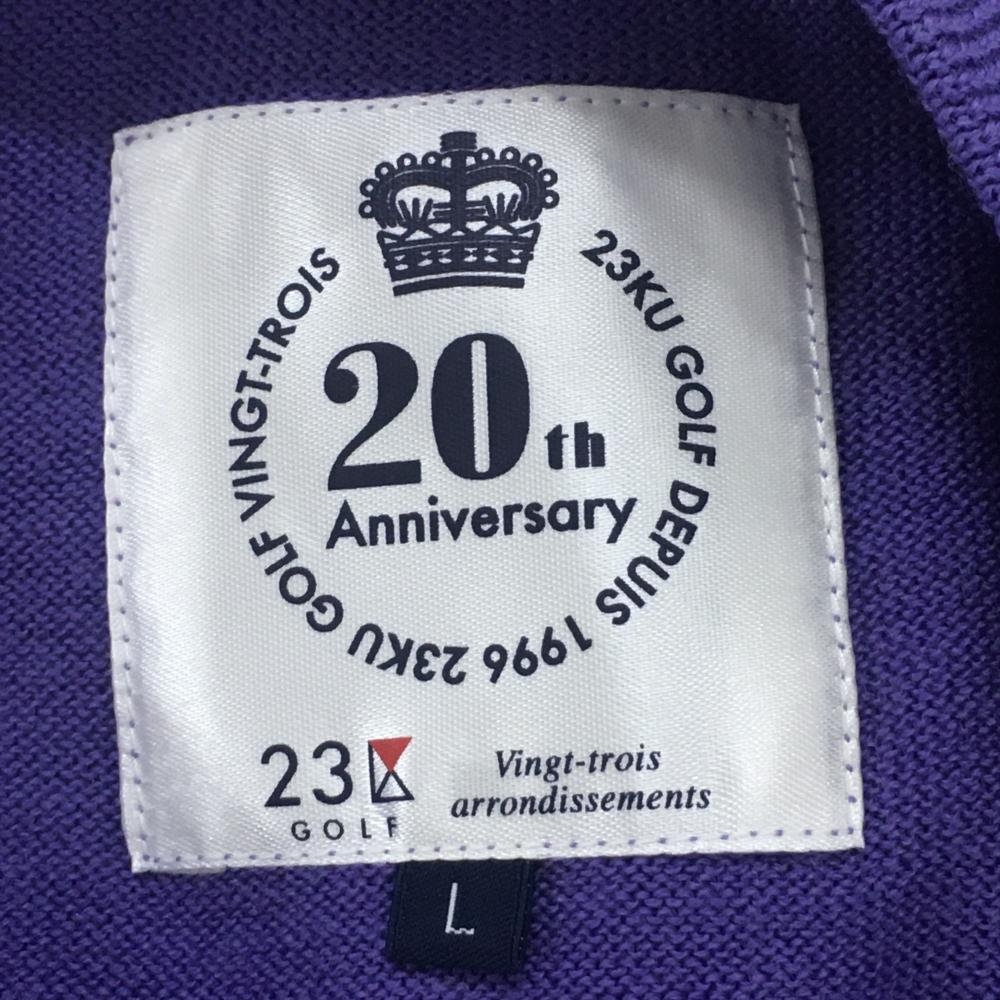 23KU GOLF DEPUIS 1996 23KU GOLF VINGT-TROIS
20th
Anniversary
23
GOLF
Vingt-trois
arrondissements
L